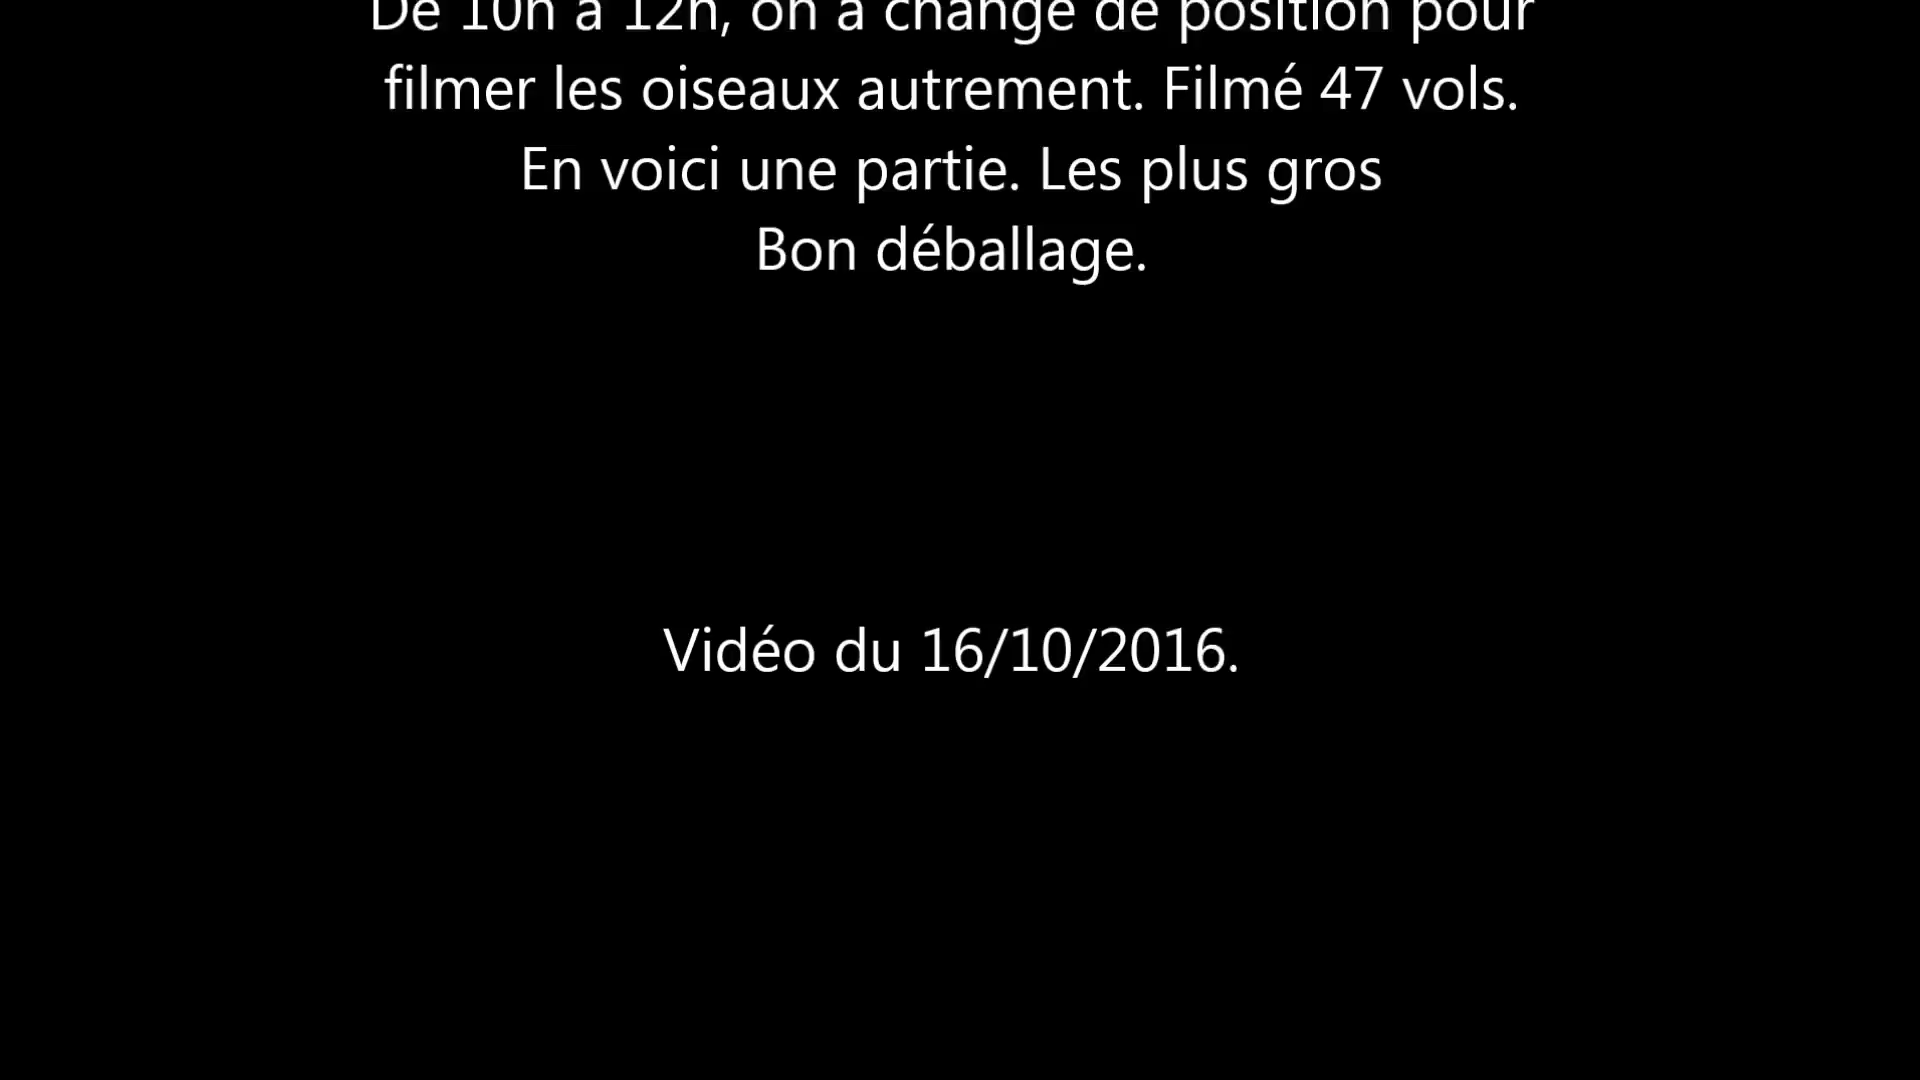 De 10h à 12h, on a changé de position pour
filmer les oiseaux autrement. Filmé 47 vols.
En voici une partie. Les plus gros
Bon déballage.
Vidéo du 16/10/2016.